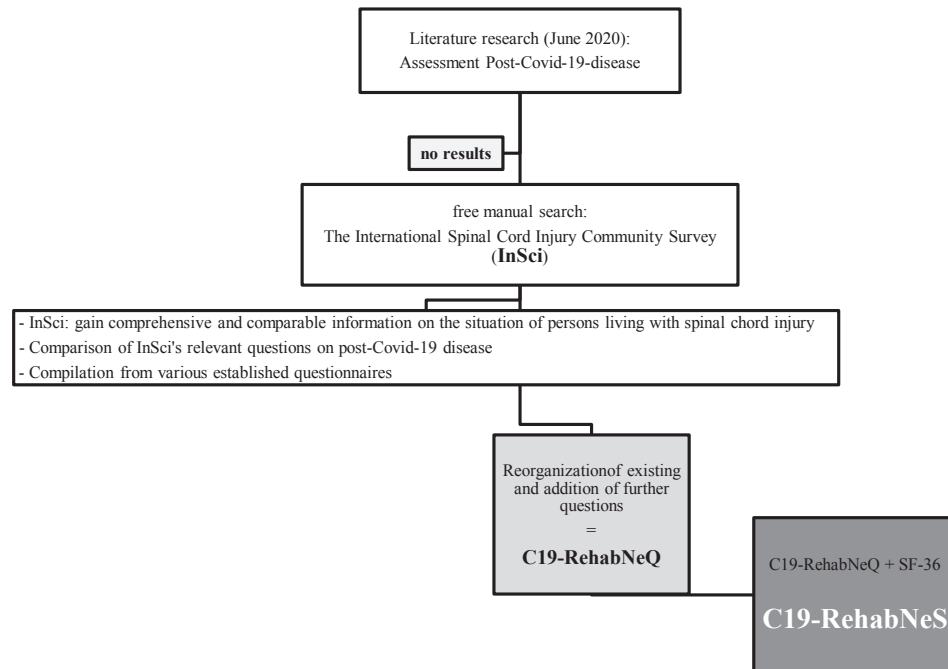 Literature research (June 2020):
Assessment Post-Covid-19-disease
no results
free manual search:
The International Spinal Cord Injury Community Survey
(InSci)
- InSci: gain comprehensive and comparable information on the situation of persons living with spinal chord injury
- Comparison of InSci's relevant questions on post-Covid-19 disease
- Compilation from various established questionnaires
Reorganizationof existing
and addition of further
questions
=
C19-RehabNeQ
C19-RehabNeQ + SF-36
C19-RehabNeS